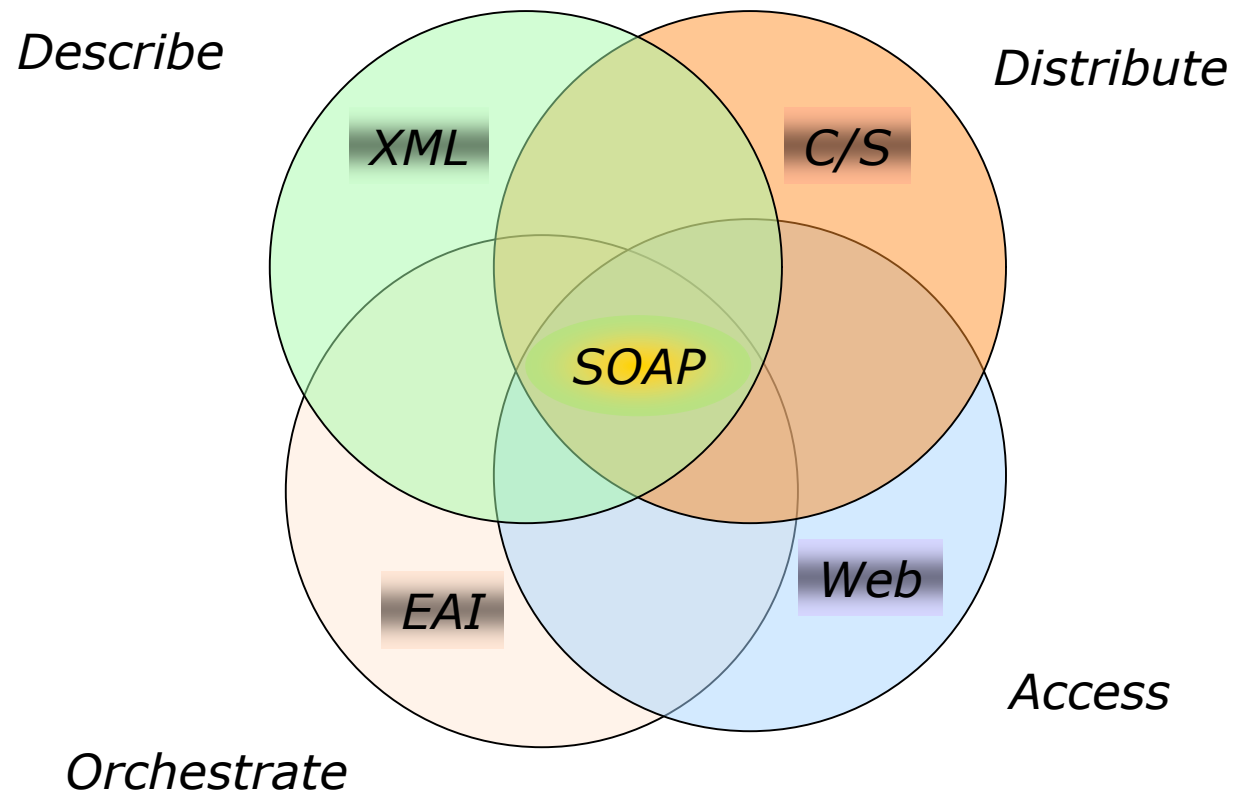 Describe
Distribute
XML
C/S
SOAP
EAI
Web
Access
Orchestrate